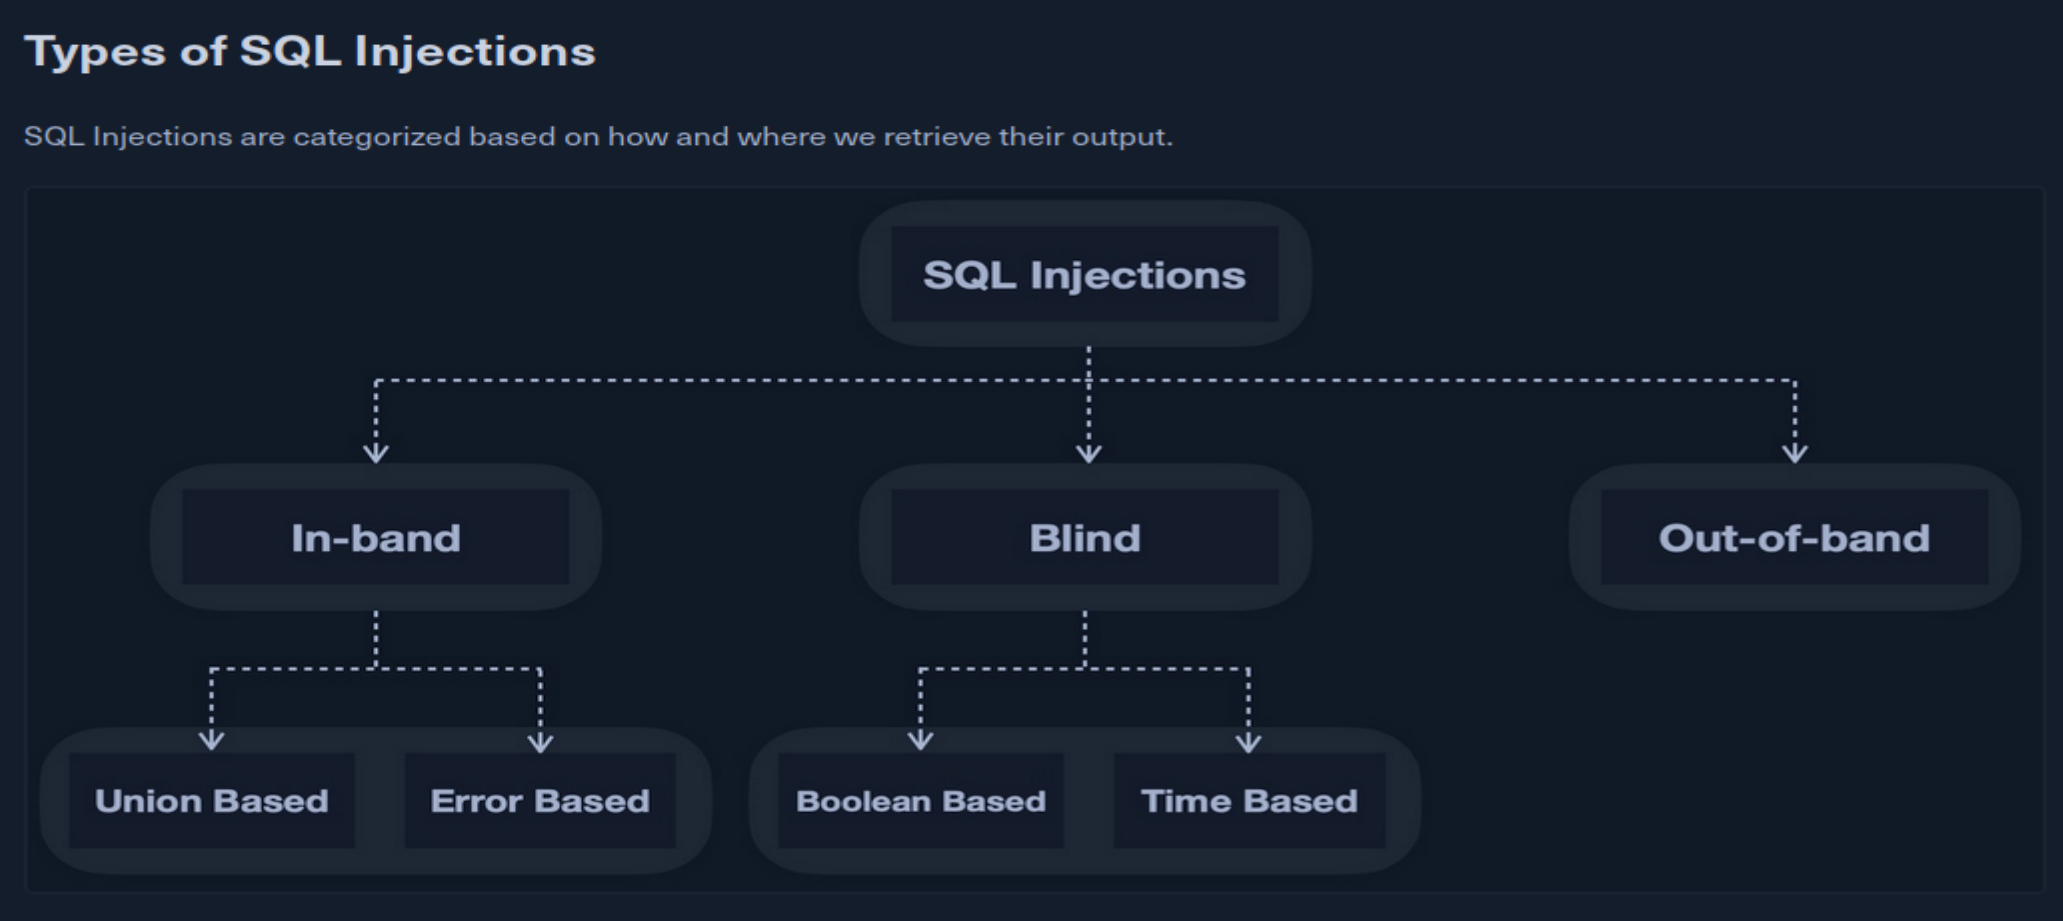 Types of SQL Injections
SQL Injections are categorized based on how and where we retrieve their output.
SQL Injections
In-band
Blind
Out-of-band
Union Based
Error Based
Boolean Based
Time Based